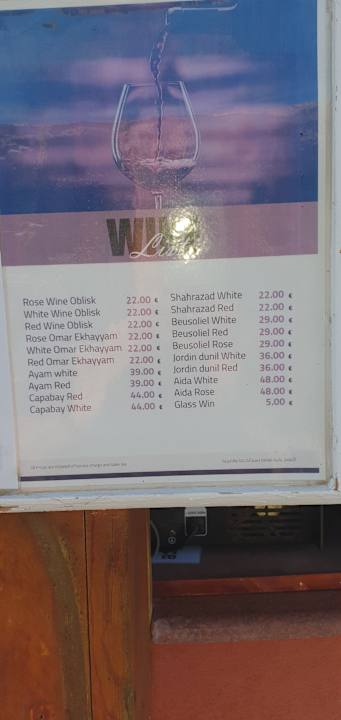 WINE
List
Rose Wine Oblisk 22.00 €
White Wine Oblisk 22.00 €
Red Wine Oblisk 22.00 €
Rose Omar Ekhayyam 22.00 €
White Omar Ekhayyam 22.00 €
Red Omar Ekhayyam 22.00 €
Ayam white 39.00 €
Ayam Red 39.00 €
Capabay Red 44.00 €
Capabay White 44.00 €
Shahrazad White 22.00 €
Shahrazad Red 22.00 €
Beusoliel White 29.00 €
Beusoliel Red 29.00 €
Beusoliel Rose 29.00 €
Jordin dunil White 36.00 €
Jordin dunil Red 36.00 €
Aida White 48.00 €
Aida Rose 48.00 €
Glass Win 5.00 €